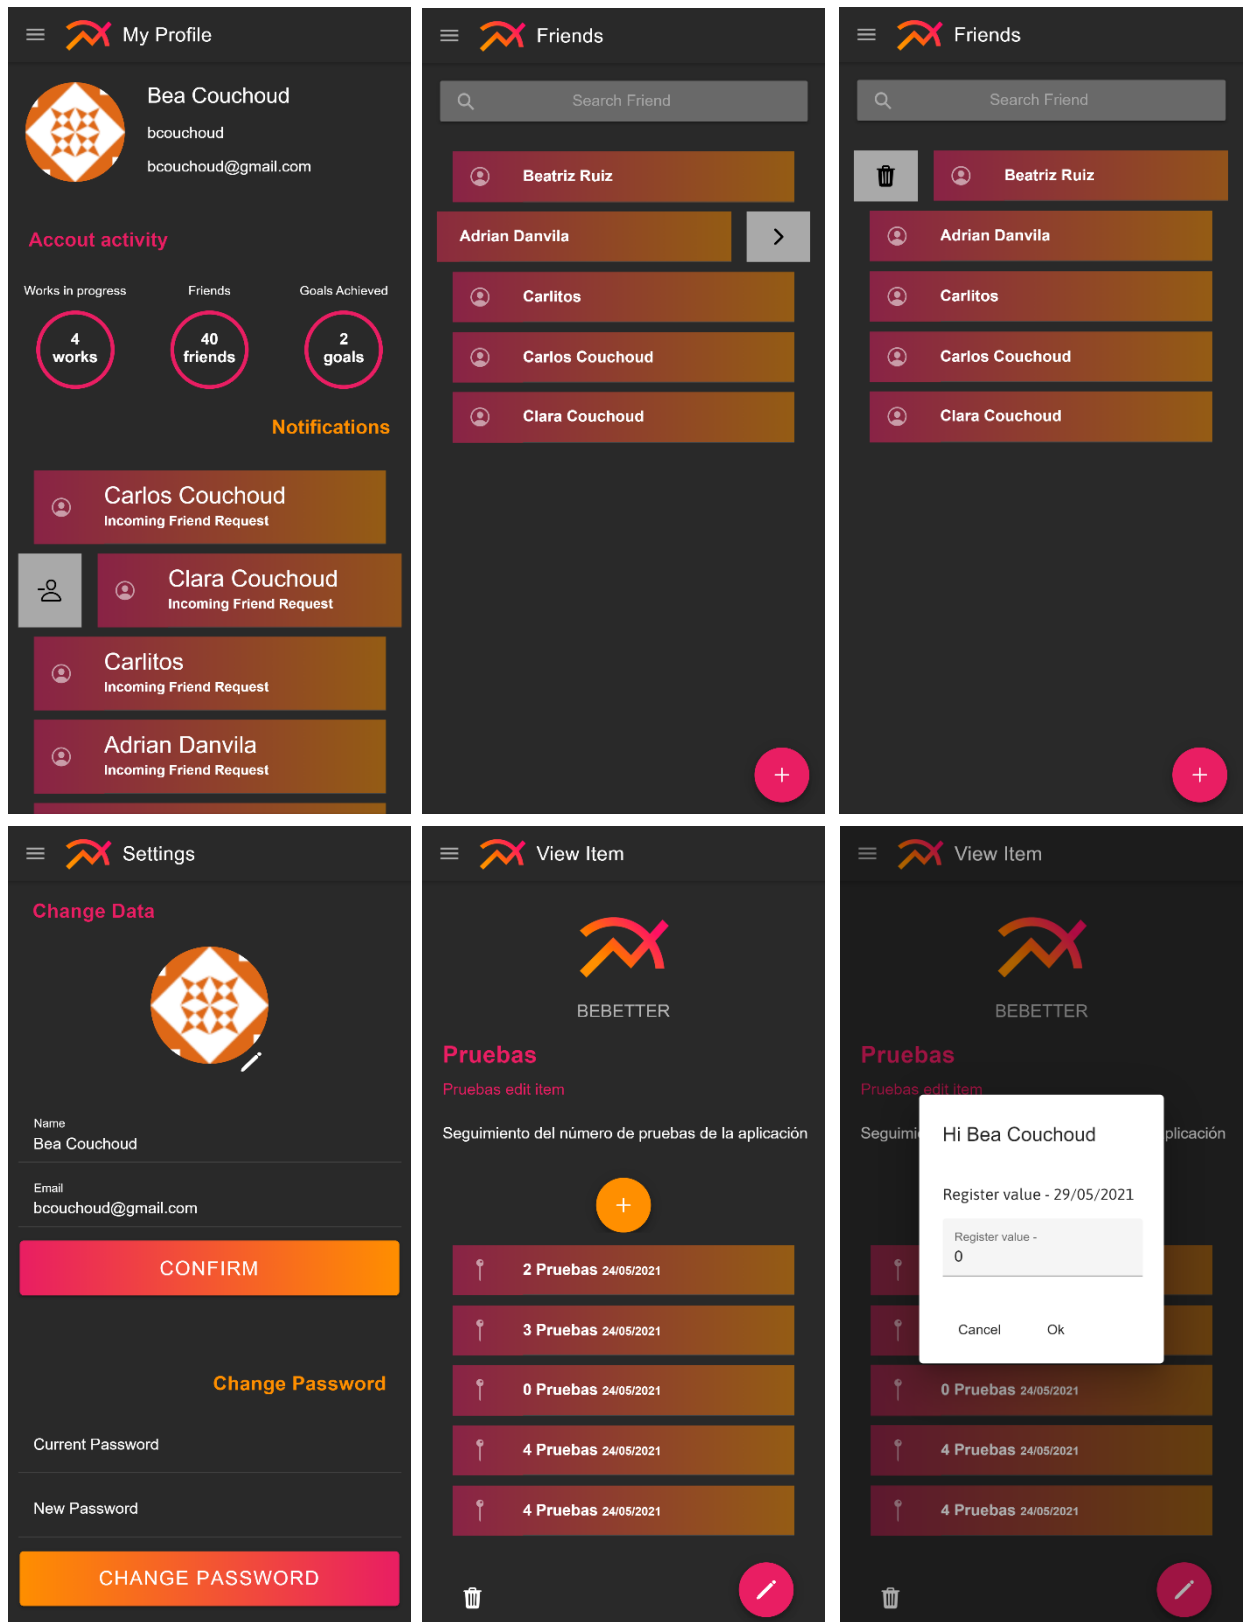 My Profile
Bea Couchoud
bcouchoud
bcouchoud@gmail.com
Accout activity
Works in progress
Friends
Goals Achieved
4
works
40
friends
2
goals
Notifications
Carlos Couchoud
Incoming Friend Request
Clara Couchoud
Incoming Friend Request
Carlitos
Incoming Friend Request
Adrian Danvila
Incoming Friend Request
Friends
Search Friend
Beatriz Ruiz
Adrian Danvila
Carlitos
Carlos Couchoud
Clara Couchoud
Friends
Search Friend
Beatriz Ruiz
Adrian Danvila
Carlitos
Carlos Couchoud
Clara Couchoud
Settings
Change Data
Name
Bea Couchoud
Email
bcouchoud@gmail.com
CONFIRM
Change Password
Current Password
New Password
CHANGE PASSWORD
View Item
BEBETTER
Pruebas
Pruebas edit item
Seguimiento del número de pruebas de la aplicación
2 Pruebas 24/05/2021
3 Pruebas 24/05/2021
0 Pruebas 24/05/2021
4 Pruebas 24/05/2021
4 Pruebas 24/05/2021
View Item
BEBETTER
Pruebas
Pruebas edit item
Seguimi
plicación
Hi Bea Couchoud
Register value - 29/05/2021
Register value -
0
Cancel Ok
0 Pruebas 24/05/2021
4 Pruebas 24/05/2021
4 Pruebas 24/05/2021